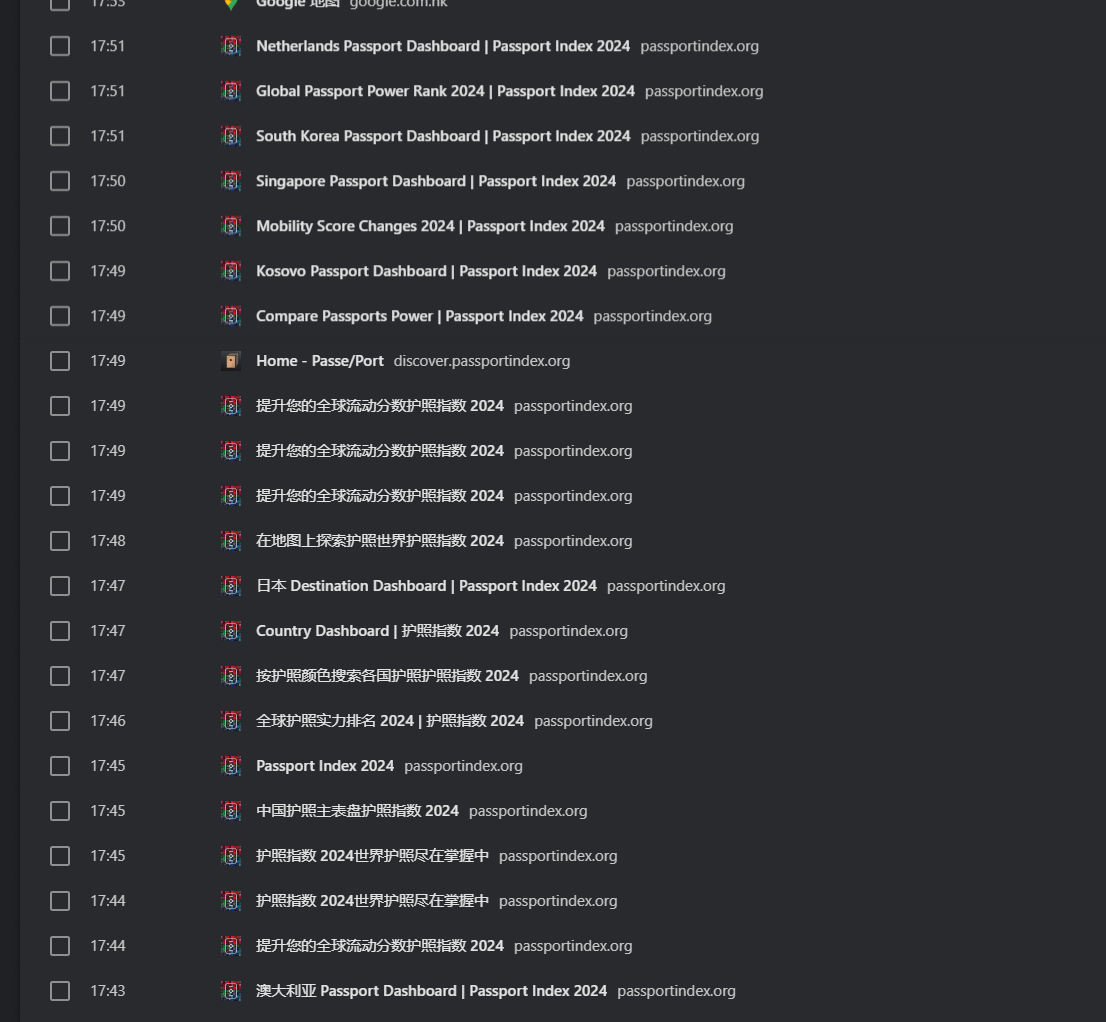 17:53 Google 地图 google.com.hk
17:51 Netherlands Passport Dashboard | Passport Index 2024 passportindex.org
17:51 Global Passport Power Rank 2024 | Passport Index 2024 passportindex.org
17:51 South Korea Passport Dashboard | Passport Index 2024 passportindex.org
17:50 Singapore Passport Dashboard | Passport Index 2024 passportindex.org
17:50 Mobility Score Changes 2024 | Passport Index 2024 passportindex.org
17:49 Kosovo Passport Dashboard | Passport Index 2024 passportindex.org
17:49 Compare Passports Power | Passport Index 2024 passportindex.org
17:49 Home - Passe/Port discover.passportindex.org
17:49 提升您的全球流动分数护照指数 2024 passportindex.org
17:49 提升您的全球流动分数护照指数 2024 passportindex.org
17:49 提升您的全球流动分数护照指数 2024 passportindex.org
17:48 在地图上探索护照世界护照指数 2024 passportindex.org
17:47 日本 Destination Dashboard | Passport Index 2024 passportindex.org
17:47 Country Dashboard | 护照指数 2024 passportindex.org
17:47 按护照颜色搜索各国护照护照指数 2024 passportindex.org
17:46 全球护照实力排名 2024 | 护照指数 2024 passportindex.org
17:45 Passport Index 2024 passportindex.org
17:45 中国护照主表盘护照指数 2024 passportindex.org
17:45 护照指数 2024世界护照尽在掌握中 passportindex.org
17:44 护照指数 2024世界护照尽在掌握中 passportindex.org
17:44 提升您的全球流动分数护照指数 2024 passportindex.org
17:43 澳大利亚 Passport Dashboard | Passport Index 2024 passportindex.org